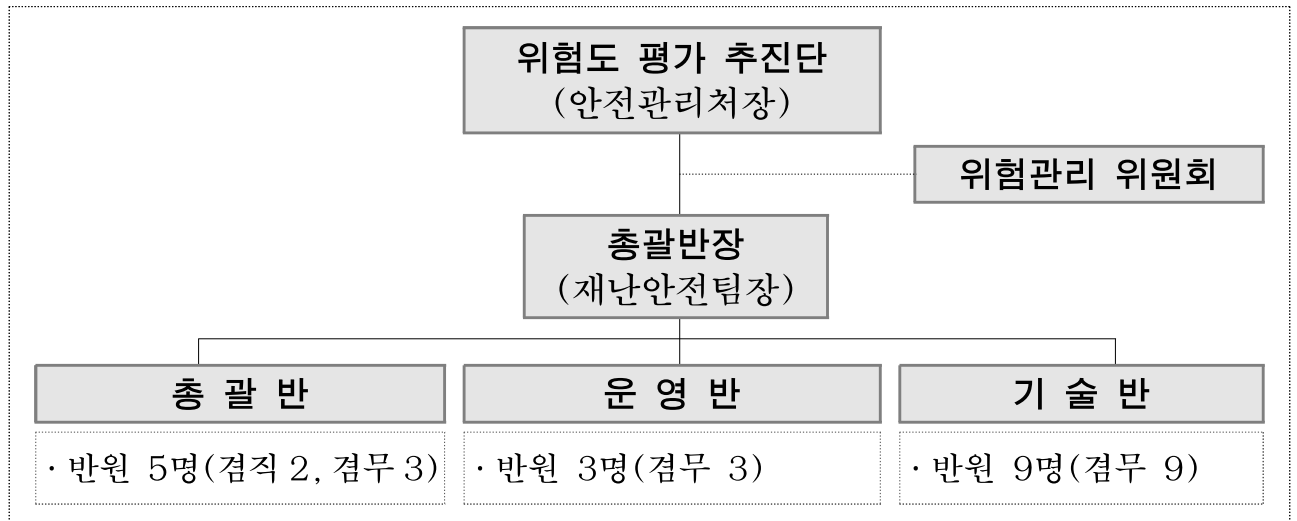 위험도 평가 추진단
(안전관리처장)
위험관리 위원회
총괄반장
(재난안전팀장)
총 괄 반
운 영 반
기 술 반
· 반원 5명(겸직 2, 겸무 3)
· 반원 3명(겸무 3)
· 반원 9명(겸무 9)